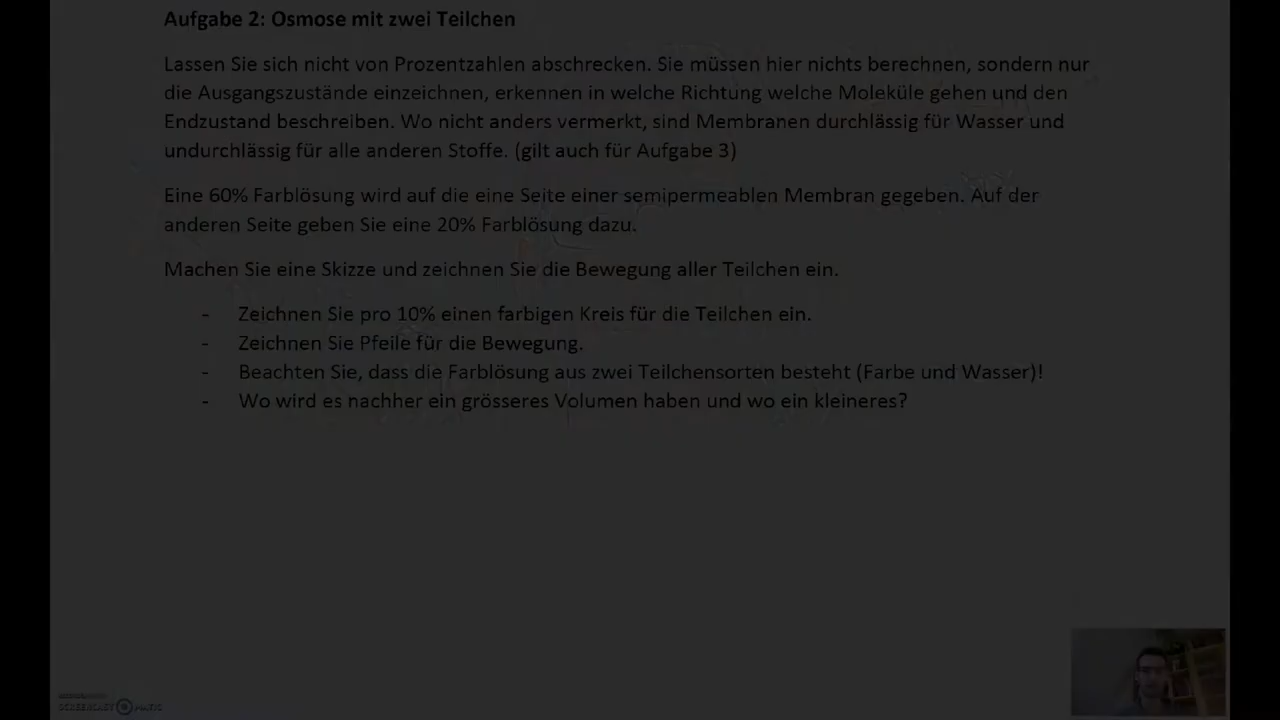 Aufgabe 2: Osmose mit zwei Teilchen
Lassen Sie sich nicht von Prozentzahlen abschrecken. Sie müssen hier nichts berechnen, sondern nur
die Ausgangszustände einzeichnen, erkennen in welche Richtung welche Moleküle gehen und den
Endzustand beschreiben. Wo nicht anders vermerkt, sind Membranen durchlässig für Wasser und
undurchlässig für alle anderen Stoffe. (gilt auch für Aufgabe 3)
Eine 60% Farblösung wird auf die eine Seite einer semipermeablen Membran gegeben. Auf der
anderen Seite geben Sie eine 20% Farblösung dazu.
Machen Sie eine Skizze und zeichnen Sie die Bewegung aller Teilchen ein.
- Zeichnen Sie pro 10% einen farbigen Kreis für die Teilchen ein.
- Zeichnen Sie Pfeile für die Bewegung.
- Beachten Sie, dass die Farblösung aus zwei Teilchensorten besteht (Farbe und Wasser)!
- Wo wird es nachher ein grösseres Volumen haben und wo ein kleineres?
SCREENCAST MATIC